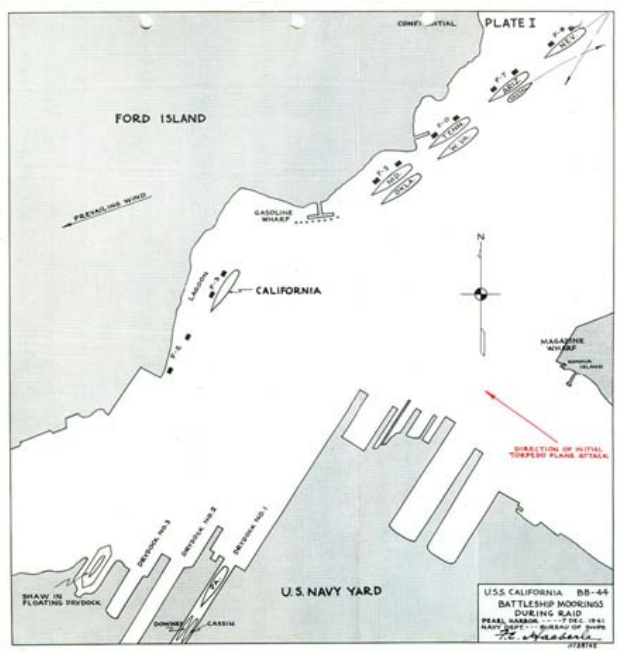 CONFIDENTIAL
PLATE I
F-8
NEV.
F-7
ARIZ.
FORD ISLAND
TENN
W. VA.
F-5
MD.
OKLA.
PREVAILING WIND
GASOLINE
WHARF
N
LAGOON
F-3
CALIFORNIA
MAGAZINE
WHARF
ISLAND
F-2
DIRECTION OF INITIAL
TORPEDO PLANE ATTACK
DRYDOCK NO. 3
DRYDOCK NO. 2
DRYDOCK NO. 1
SHAW IN
FLOATING DRYDOCK
PA.
DOWNES
CASSIN
U.S. NAVY YARD
U.S.S. CALIFORNIA BB-44
BATTLESHIP MOORINGS
DURING RAID
PEARL HARBOR ---- 7 DEC. 1941
NAVY DEPT --- BUREAU OF SHIPS